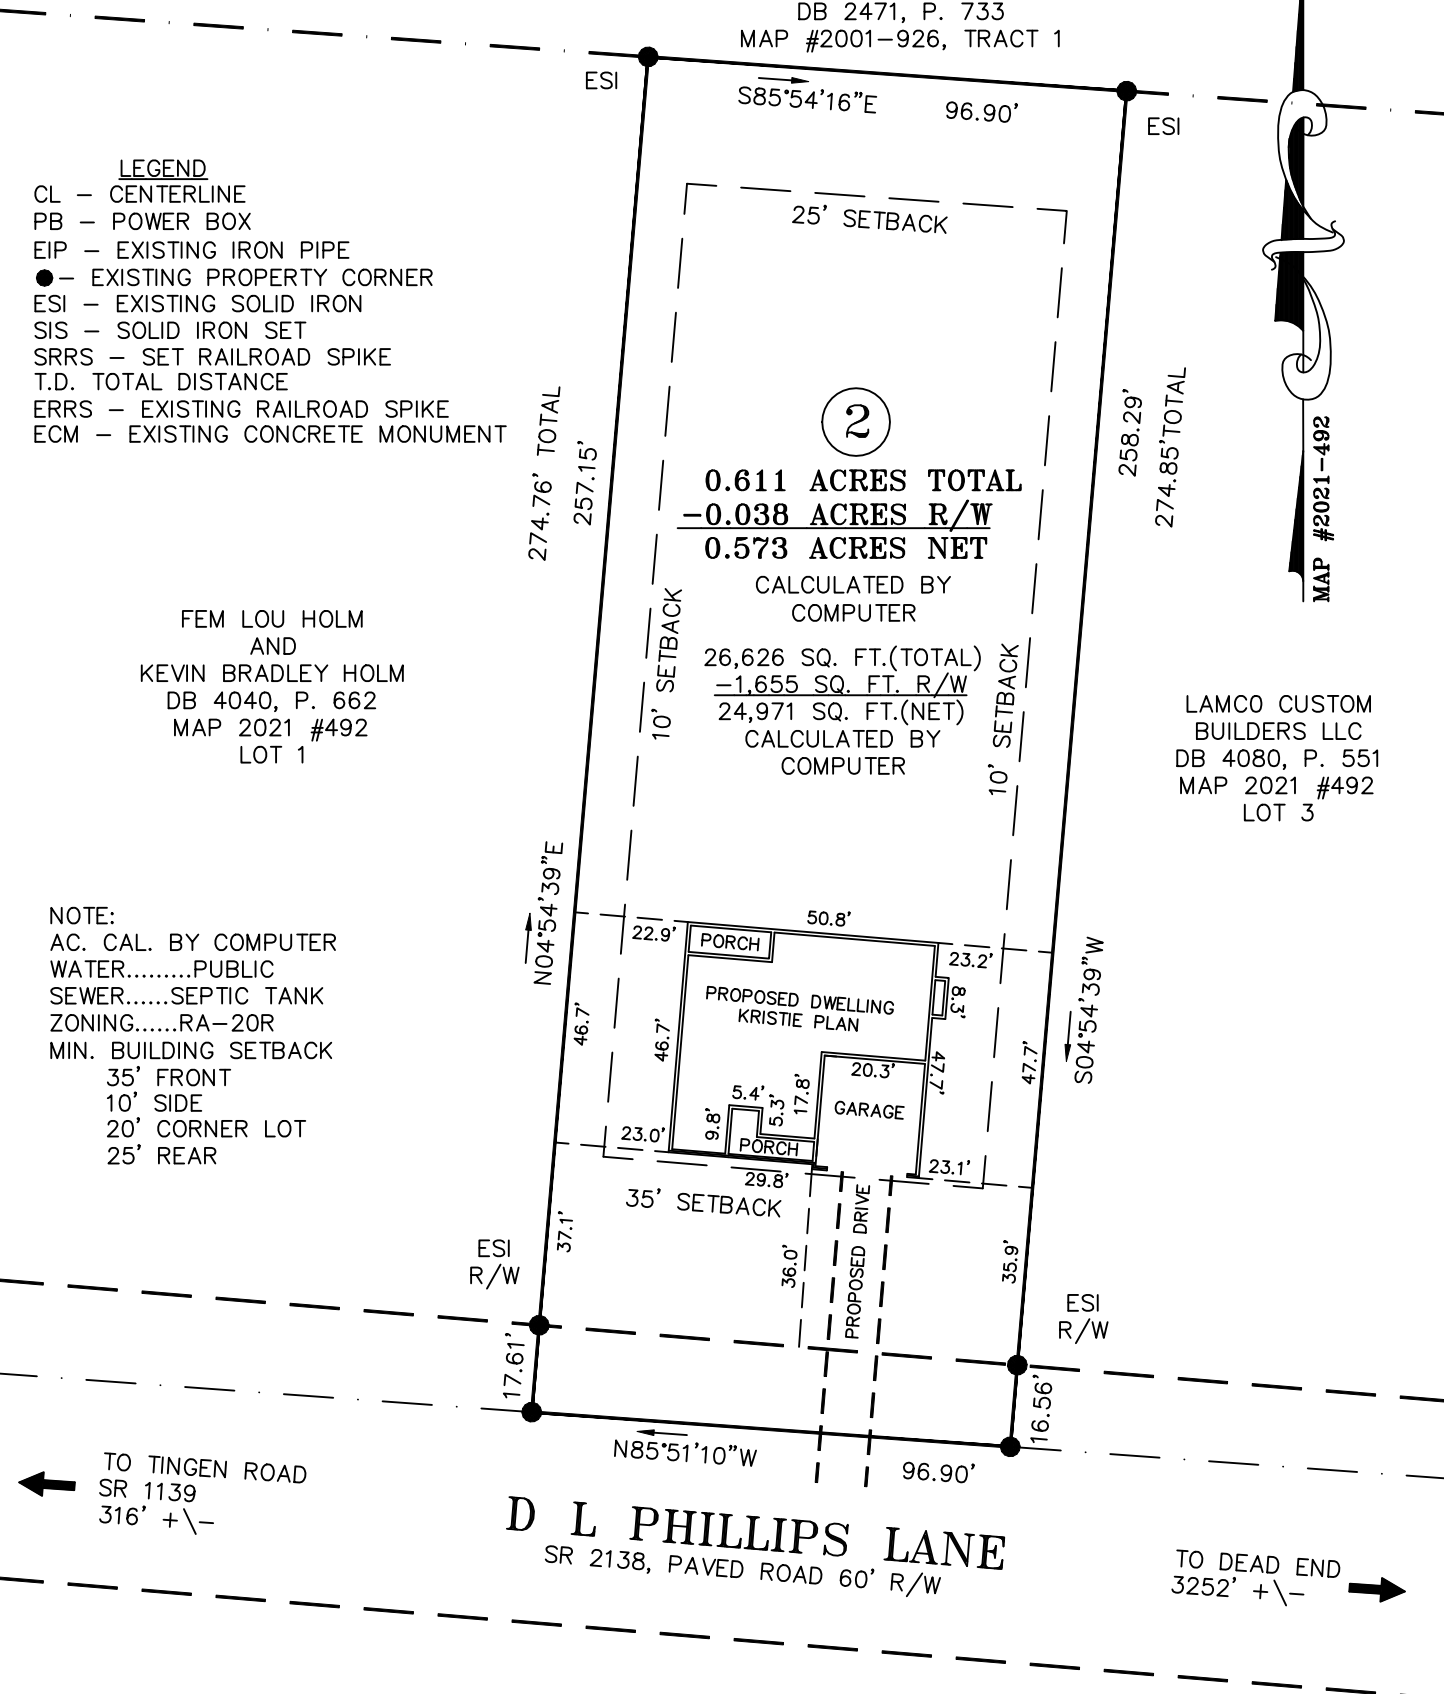 DB 2471, P. 733
MAP #2001-926, TRACT 1
ESI
S85°54'16"E 96.90'
ESI
LEGEND
CL - CENTERLINE
PB - POWER BOX
EIP - EXISTING IRON PIPE
●- EXISTING PROPERTY CORNER
ESI - EXISTING SOLID IRON
SIS - SOLID IRON SET
SRRS - SET RAILROAD SPIKE
T.D. TOTAL DISTANCE
ERRS - EXISTING RAILROAD SPIKE
ECM - EXISTING CONCRETE MONUMENT
25' SETBACK
274.76' TOTAL
257.15'
2
0.611 ACRES TOTAL
-0.038 ACRES R/W
0.573 ACRES NET
CALCULATED BY
COMPUTER
26,626 SQ. FT.(TOTAL)
-1,655 SQ. FT. R/W
24,971 SQ. FT.(NET)
CALCULATED BY
COMPUTER
10' SETBACK
10' SETBACK
258.29'
274.85'TOTAL
MAP #2021-492
FEM LOU HOLM
AND
KEVIN BRADLEY HOLM
DB 4040, P. 662
MAP 2021 #492
LOT 1
LAMCO CUSTOM
BUILDERS LLC
DB 4080, P. 551
MAP 2021 #492
LOT 3
NOTE:
AC. CAL. BY COMPUTER
WATER.........PUBLIC
SEWER......SEPTIC TANK
ZONING......RA-20R
MIN. BUILDING SETBACK
35' FRONT
10' SIDE
20' CORNER LOT
25' REAR
N04°54'39"E
S04°54'39"W
50.8'
22.9'
PORCH
23.2'
8.3'
PROPOSED DWELLING
KRISTIE PLAN
46.7'
46.7'
47.7'
47.7'
20.3'
17.8'
GARAGE
5.4'
5.3'
9.8'
PORCH
23.0'
23.1'
29.8'
35' SETBACK
37.1'
36.0'
PROPOSED DRIVE
35.9'
ESI
R/W
ESI
R/W
17.61'
16.56'
N85°51'10"W 96.90'
TO TINGEN ROAD
SR 1139
316' +\-
D L PHILLIPS LANE
SR 2138, PAVED ROAD 60' R/W
TO DEAD END
3252' +\-